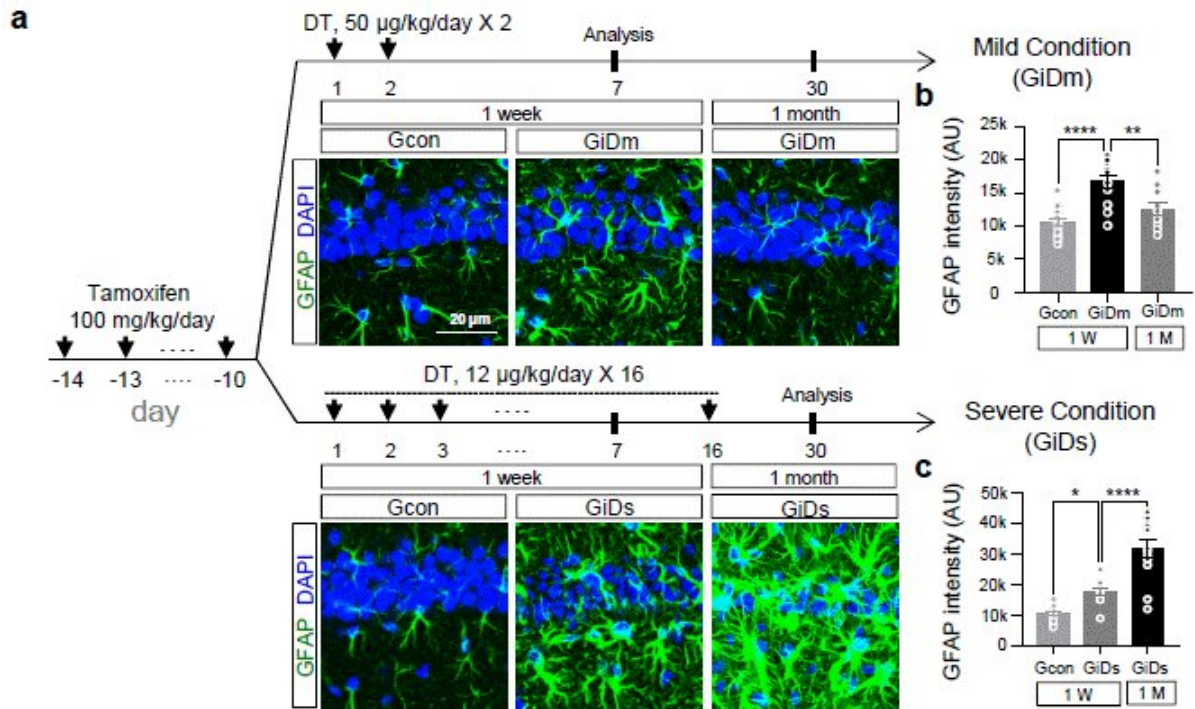 a
DT, 50 µg/kg/day X 2
Analysis
1 2 7 30
1 week 1 month
Gcon GiDm GiDm
GFAP DAPI
20 µm
Mild Condition
(GiDm)
b
GFAP intensity (AU)
25k
20k
15k
10k
5k
0
**** **
Gcon GiDm GiDm
1 W 1 M
Tamoxifen
100 mg/kg/day
....
-14 -13 .... -10
day
DT, 12 µg/kg/day X 16
Analysis
....
1 2 3 .... 7 16 30
1 week 1 month
Gcon GiDs GiDs
GFAP DAPI
Severe Condition
(GiDs)
c
GFAP intensity (AU)
50k
40k
30k
20k
10k
0
* ****
Gcon GiDs GiDs
1 W 1 M